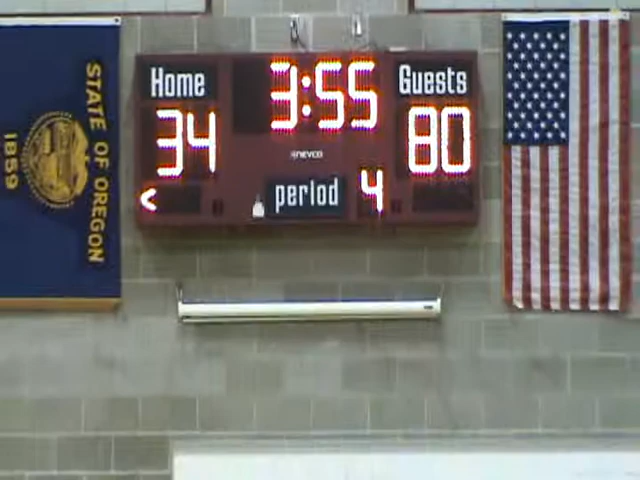 STATE OF OREGON
1859
Home
3:55
Guests
34
80
NEVCO
<
period
4